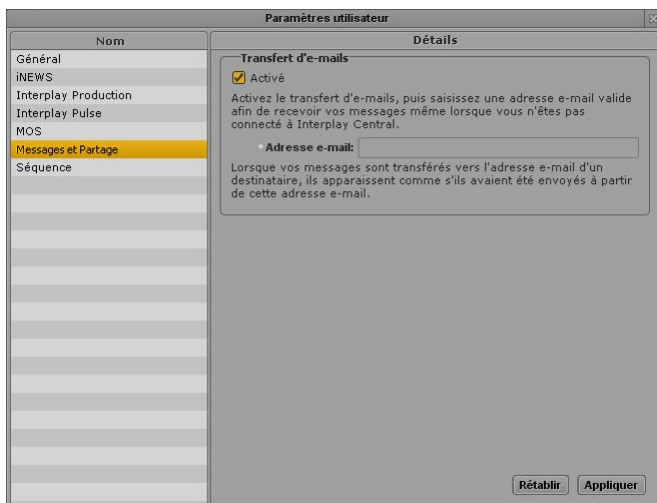 Paramètres utilisateur
Nom
Général
iNEWS
Interplay Production
Interplay Pulse
MOS
Messages et Partage
Séquence
Détails
Transfert d'e-mails
Activé
Activez le transfert d'e-mails, puis saisissez une adresse e-mail valide
afin de recevoir vos messages même lorsque vous n'êtes pas
connecté à Interplay Central.
* Adresse e-mail:
Lorsque vos messages sont transférés vers l'adresse e-mail d'un
destinataire, ils apparaissent comme s'ils avaient été envoyés à partir
de cette adresse e-mail.
Rétablir Appliquer